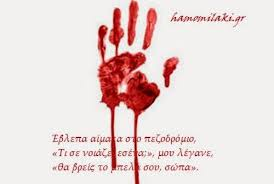 hamomilaki.gr
Έβλεπα αίματα στο πεζοδρόμιο,
«Τι σε νοιάζει εσένα;», μου λέγανε,
«θα βρεις το μπελά σου, σώπα».